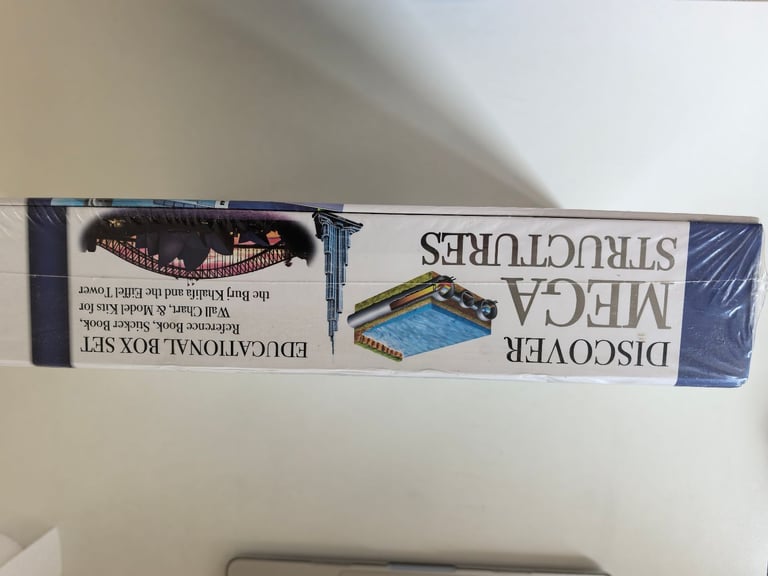 DISCOVER
MEGA
STRUCTURES
EDUCATIONAL BOX SET
Reference Book, Sticker Book,
Wall Chart, & Model Kits for
the Burj Khalifa and the Eiffel Tower